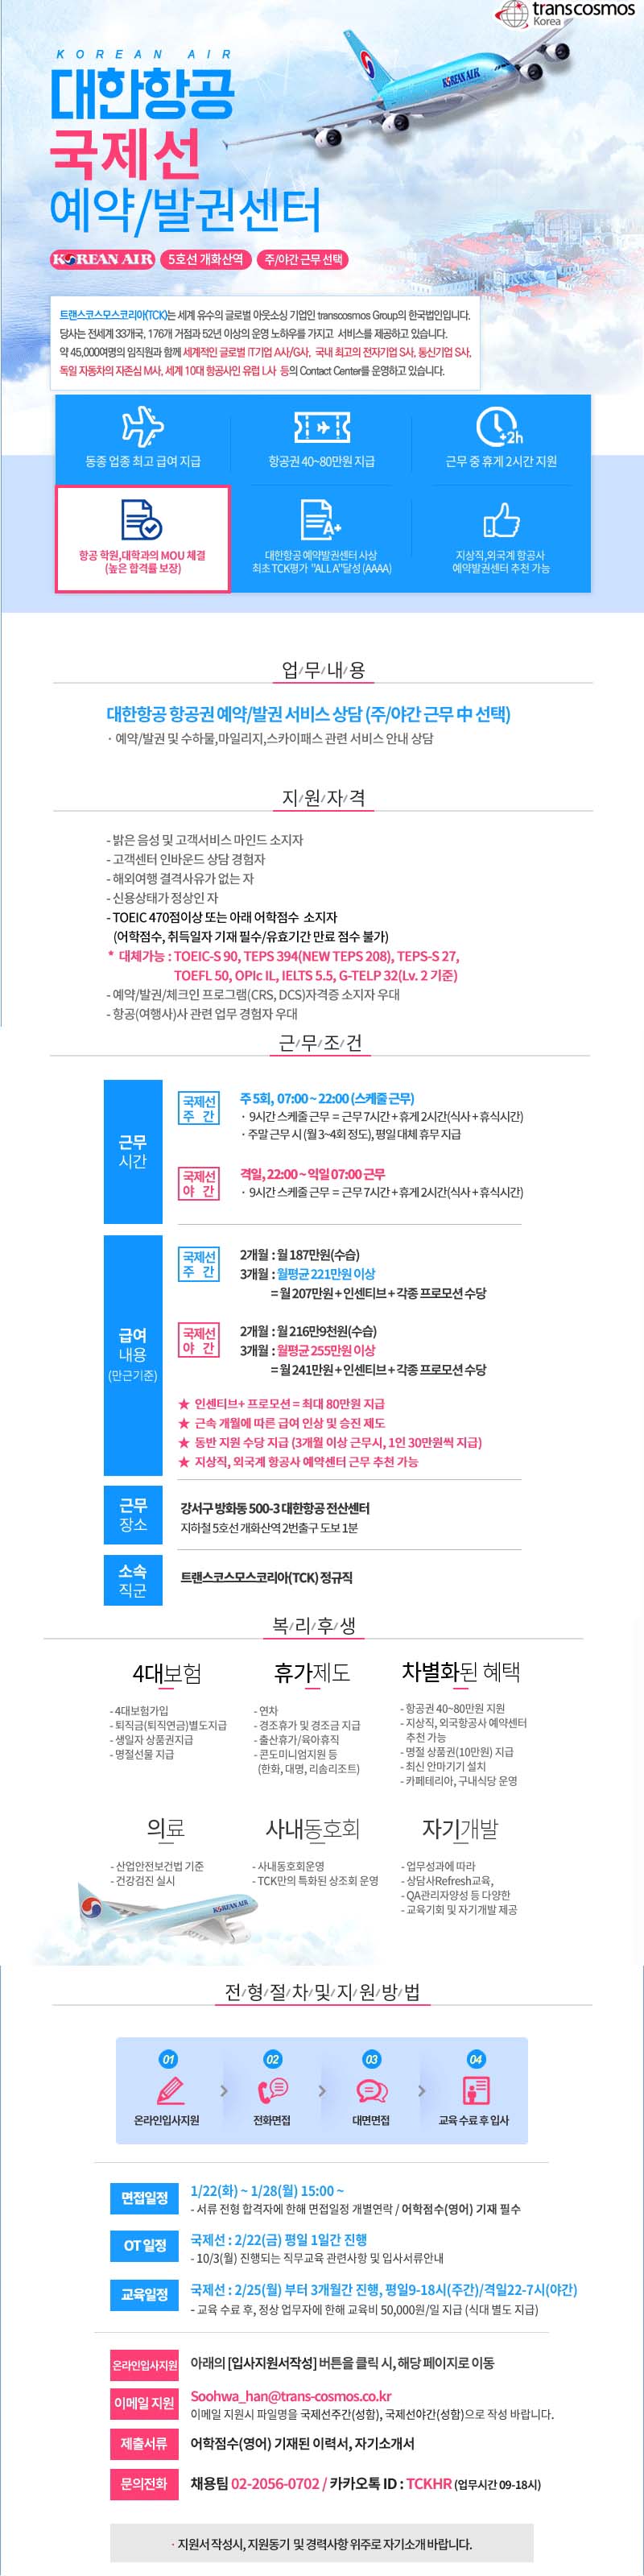 transcosmos
Korea
KOREAN AIR
대한항공
국제선
예약/발권센터
KOREAN AIR
KOREAN AIR 5호선 개화산역 주/야간 근무 선택
트랜스코스모스코리아(TCK)는 세계 유수의 글로벌 아웃소싱 기업인 transcosmos Group의 한국법인입니다.
당사는 전세계 33개국, 176개 거점과 52년 이상의 운영 노하우를 가지고 서비스를 제공하고 있습니다.
약 45,000여명의 임직원과 함께 세계적인 글로벌 IT기업 A사/G사, 국내 최고의 전자기업 S사, 통신기업 S사,
독일 자동차의 자존심 M사, 세계 10대 항공사인 유럽 L사 등의 Contact Center를 운영하고 있습니다.
+2h
동종 업종 최고 급여 지급
항공권 40~80만원 지급
근무 중 휴게 2시간 지원
A+
항공 학원,대학과의 MOU 체결
(높은 합격률 보장)
대한항공 예약발권센터 사상
최초 TCK평가 "ALL A"달성 (AAAA)
지상직,외국계 항공사
예약발권센터 추천 가능
업/무/내/용
대한항공 항공권 예약/발권 서비스 상담 (주/야간 근무 中 선택)
· 예약/발권 및 수하물,마일리지,스카이패스 관련 서비스 안내 상담
지/원/자/격
- 밝은 음성 및 고객서비스 마인드 소지자
- 고객센터 인바운드 상담 경험자
- 해외여행 결격사유가 없는 자
- 신용상태가 정상인 자
- TOEIC 470점이상 또는 아래 어학점수 소지자
(어학점수, 취득일자 기재 필수/유효기간 만료 점수 불가)
* 대체가능 : TOEIC-S 90, TEPS 394(NEW TEPS 208), TEPS-S 27,
TOEFL 50, OPIc IL, IELTS 5.5, G-TELP 32(Lv. 2 기준)
- 예약/발권/체크인 프로그램(CRS, DCS)자격증 소지자 우대
- 항공(여행사)사 관련 업무 경험자 우대
근/무/조/건
근무
시간
국제선
주 간
주 5회, 07:00 ~ 22:00 (스케줄 근무)
· 9시간 스케줄 근무 = 근무 7시간 + 휴게 2시간(식사 + 휴식시간)
· 주말 근무 시 (월 3~4회 정도), 평일 대체 휴무 지급
국제선
야 간
격일, 22:00 ~ 익일 07:00 근무
· 9시간 스케줄 근무 = 근무 7시간 + 휴게 2시간(식사 + 휴식시간)
급여
내용
(만근기준)
국제선
주 간
2개월 : 월 187만원(수습)
3개월 : 월평균 221만원 이상
= 월 207만원 + 인센티브 + 각종 프로모션 수당
국제선
야 간
2개월 : 월 216만9천원(수습)
3개월 : 월평균 255만원 이상
= 월 241만원 + 인센티브 + 각종 프로모션 수당
★ 인센티브+ 프로모션 = 최대 80만원 지급
★ 근속 개월에 따른 급여 인상 및 승진 제도
★ 동반 지원 수당 지급 (3개월 이상 근무시, 1인 30만원씩 지급)
★ 지상직, 외국계 항공사 예약센터 근무 추천 가능
근무
장소
강서구 방화동 500-3 대한항공 전산센터
지하철 5호선 개화산역 2번출구 도보 1분
소속
직군
트랜스코스모스코리아(TCK) 정규직
복/리/후/생
4대보험
- 4대보험가입
- 퇴직금(퇴직연금)별도지급
- 생일자 상품권지급
- 명절선물 지급
휴가제도
- 연차
- 경조휴가 및 경조금 지급
- 출산휴가/육아휴직
- 콘도미니엄지원 등
(한화, 대명, 리솜리조트)
차별화된 혜택
- 항공권 40~80만원 지원
- 지상직, 외국항공사 예약센터
추천 가능
- 명절 상품권(10만원) 지급
- 최신 안마기기 설치
- 카페테리아, 구내식당 운영
의료
- 산업안전보건법 기준
- 건강검진 실시
사내동호회
- 사내동호회운영
- TCK만의 특화된 상조회 운영
자기개발
- 업무성과에 따라
- 상담사Refresh교육,
- QA관리자양성 등 다양한
- 교육기회 및 자기개발 제공
KOREAN AIR
전/형/절/차/및/지/원/방/법
01
온라인입사지원
02
전화면접
03
대면면접
04
교육 수료 후 입사
면접일정
1/22(화) ~ 1/28(월) 15:00 ~
- 서류 전형 합격자에 한해 면접일정 개별연락 / 어학점수(영어) 기재 필수
OT 일정
국제선 : 2/22(금) 평일 1일간 진행
- 10/3(월) 진행되는 직무교육 관련사항 및 입사서류안내
교육일정
국제선 : 2/25(월) 부터 3개월간 진행, 평일9-18시(주간)/격일22-7시(야간)
- 교육 수료 후, 정상 업무자에 한해 교육비 50,000원/일 지급 (식대 별도 지급)
온라인입사지원
아래의 [입사지원서작성] 버튼을 클릭 시, 해당 페이지로 이동
이메일 지원
Soohwa_han@trans-cosmos.co.kr
이메일 지원시 파일명을 국제선주간(성함), 국제선야간(성함)으로 작성 바랍니다.
제출서류
어학점수(영어) 기재된 이력서, 자기소개서
문의전화
채용팀 02-2056-0702 / 카카오톡 ID : TCKHR (업무시간 09-18시)
· 지원서 작성시, 지원동기 및 경력사항 위주로 자기소개 바랍니다.